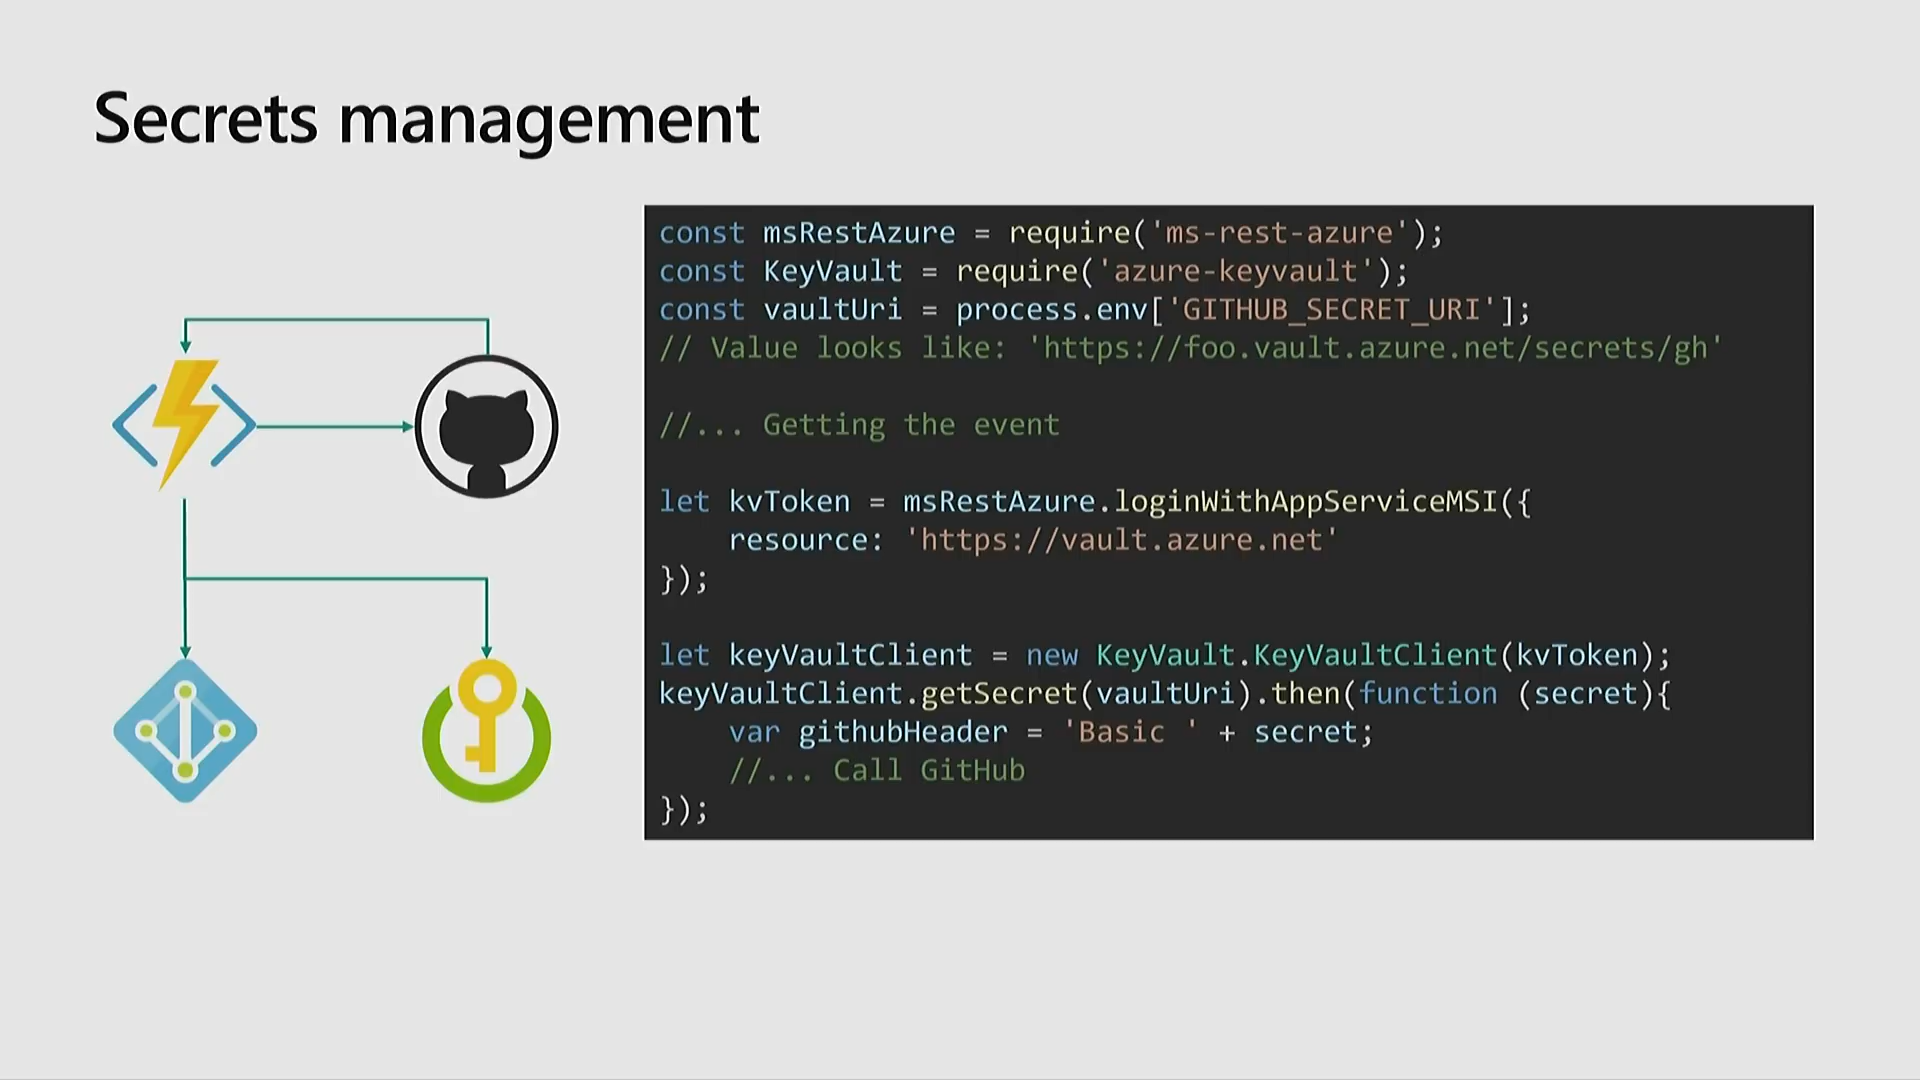 Secrets management
const msRestAzure = require('ms-rest-azure');
const KeyVault = require('azure-keyvault');
const vaultUri = process.env['GITHUB_SECRET_URI'];
// Value looks like: 'https://foo.vault.azure.net/secrets/gh'
//... Getting the event
let kvToken = msRestAzure.loginWithAppServiceMSI({
    resource: 'https://vault.azure.net'
});
let keyVaultClient = new KeyVault.KeyVaultClient(kvToken);
keyVaultClient.getSecret(vaultUri).then(function (secret){
    var githubHeader = 'Basic ' + secret;
    //... Call GitHub
});